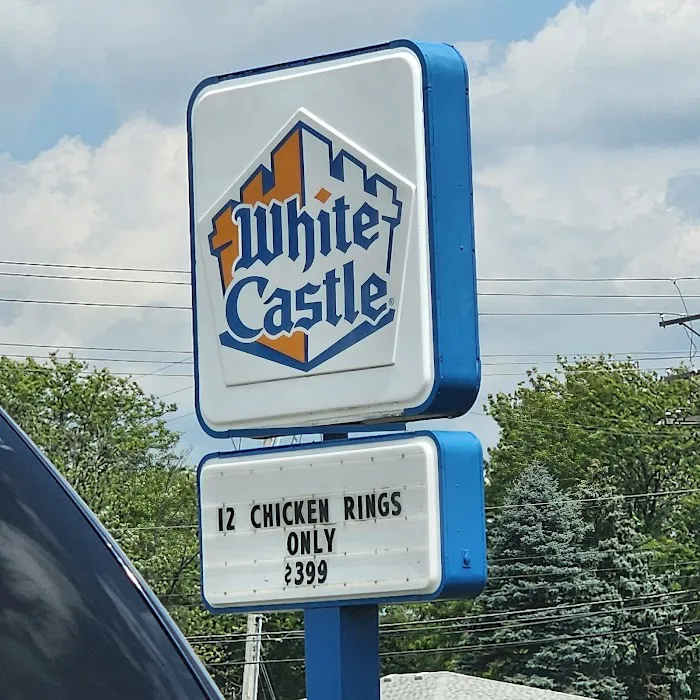 White
Castle®
12 CHICKEN RINGS
ONLY
$399